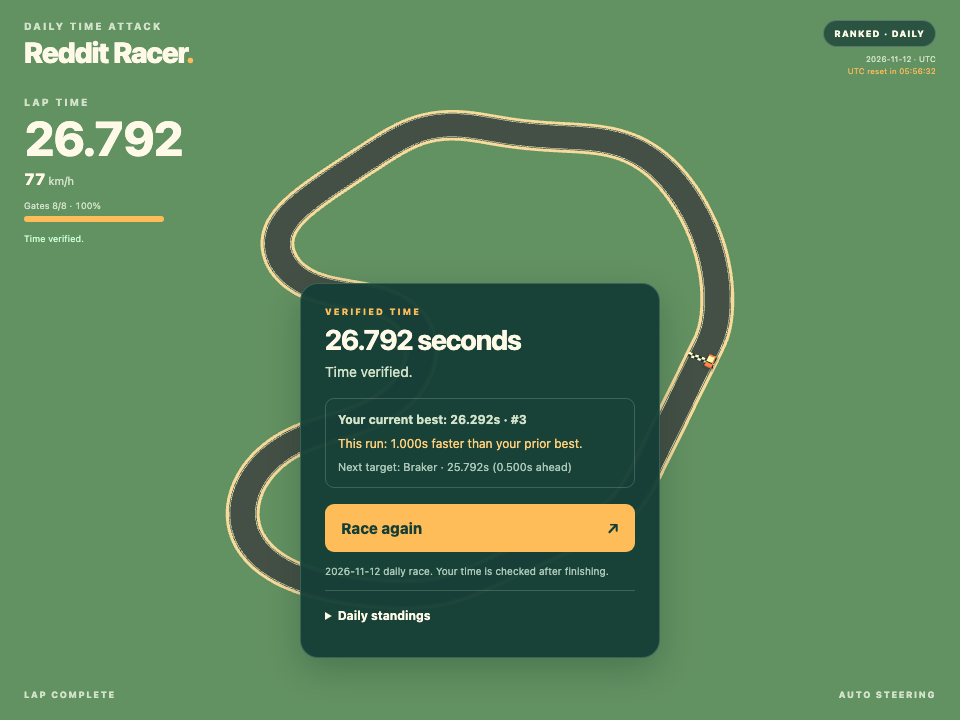 DAILY TIME ATTACK
Reddit Racer.
RANKED · DAILY
2026-11-12 · UTC
UTC reset in 05:56:32
LAP TIME
26.792
77 km/h
Gates 8/8 · 100%
Time verified.
VERIFIED TIME
26.792 seconds
Time verified.
Your current best: 26.292s · #3
This run: 1.000s faster than your prior best.
Next target: Braker · 25.792s (0.500s ahead)
Race again ↗
2026-11-12 daily race. Your time is checked after finishing.
▶ Daily standings
LAP COMPLETE
AUTO STEERING